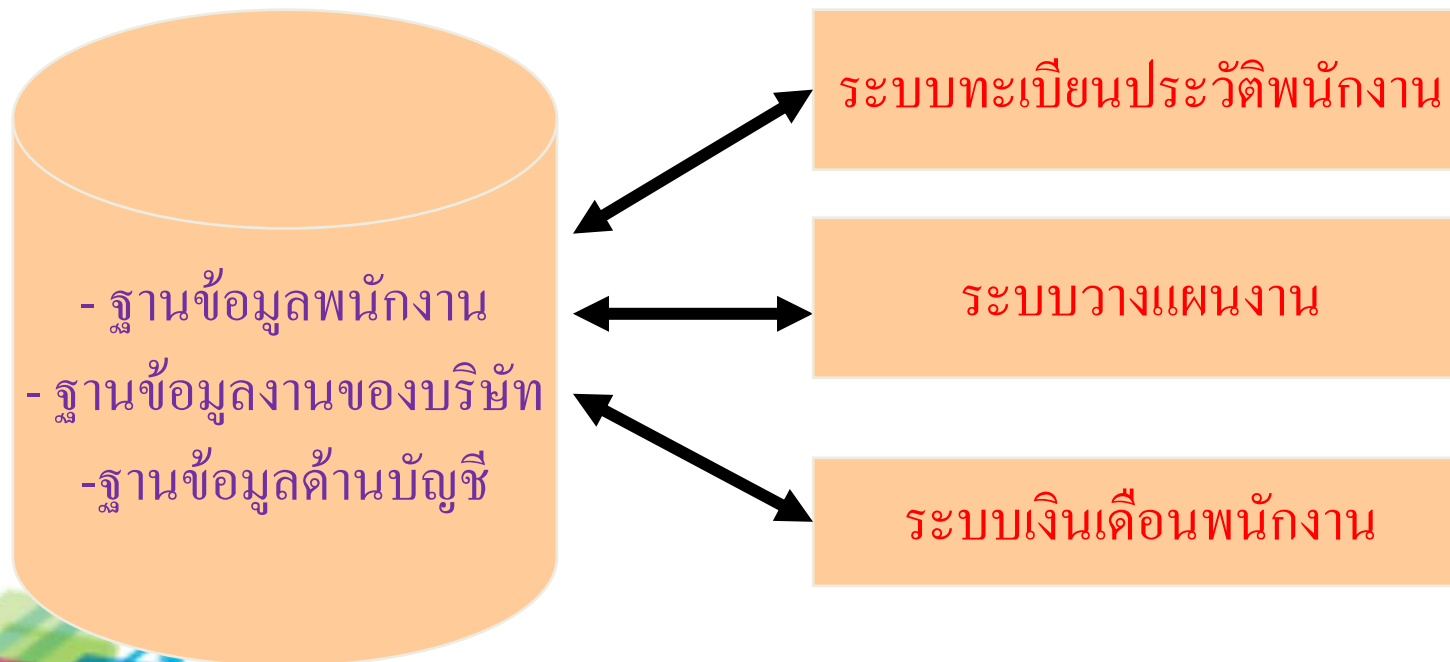 - ฐานข้อมูลพนักงาน
- ฐานข้อมูลงานของบริษัท
-ฐานข้อมูลด้านบัญชี
ระบบทะเบียนประวัติพนักงาน
ระบบวางแผนงาน
ระบบเงินเดือนพนักงาน